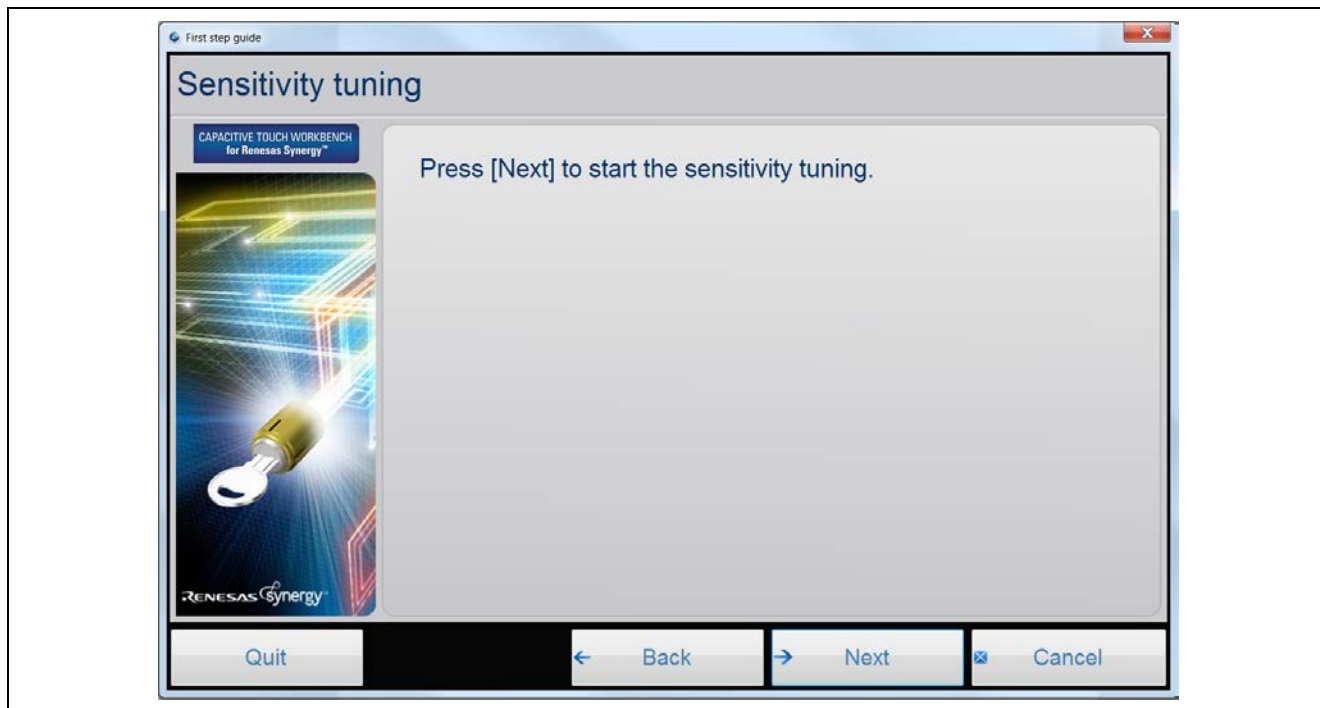 First step guide
Sensitivity tuning
CAPACITIVE TOUCH WORKBENCH
for Renesas Synergy™
Press [Next] to start the sensitivity tuning.
RENESAS Synergy™
Quit
Back
Next
Cancel